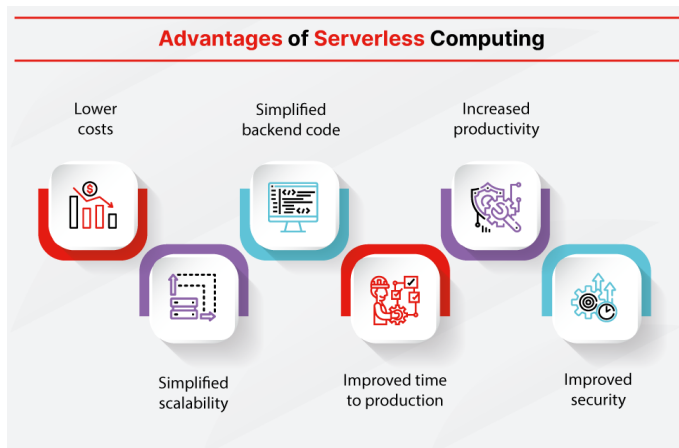 Advantages of Serverless Computing
Lower
costs
Simplified
backend code
Increased
productivity
Simplified
scalability
Improved time
to production
Improved
security